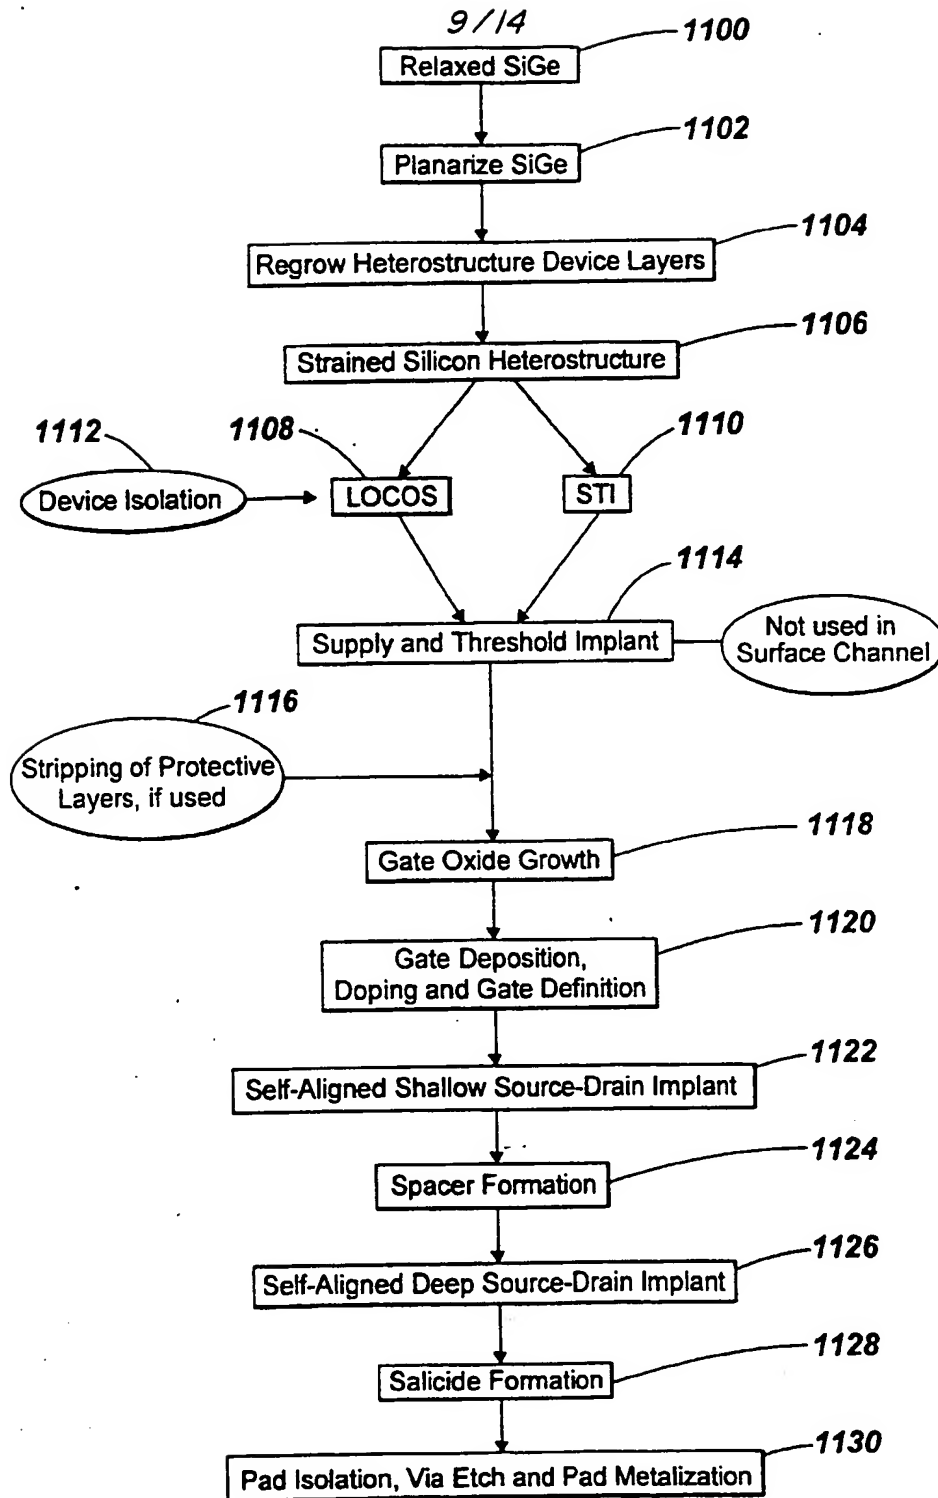 9/14
1100
Relaxed SiGe
1102
Planarize SiGe
1104
Regrow Heterostructure Device Layers
1106
Strained Silicon Heterostructure
1112
1108
1110
Device Isolation
LOCOS
STI
1114
Supply and Threshold Implant
Not used in
Surface Channel
1116
Stripping of Protective
Layers, if used
1118
Gate Oxide Growth
1120
Gate Deposition,
Doping and Gate Definition
1122
Self-Aligned Shallow Source-Drain Implant
1124
Spacer Formation
1126
Self-Aligned Deep Source-Drain Implant
1128
Salicide Formation
1130
Pad Isolation, Via Etch and Pad Metalization